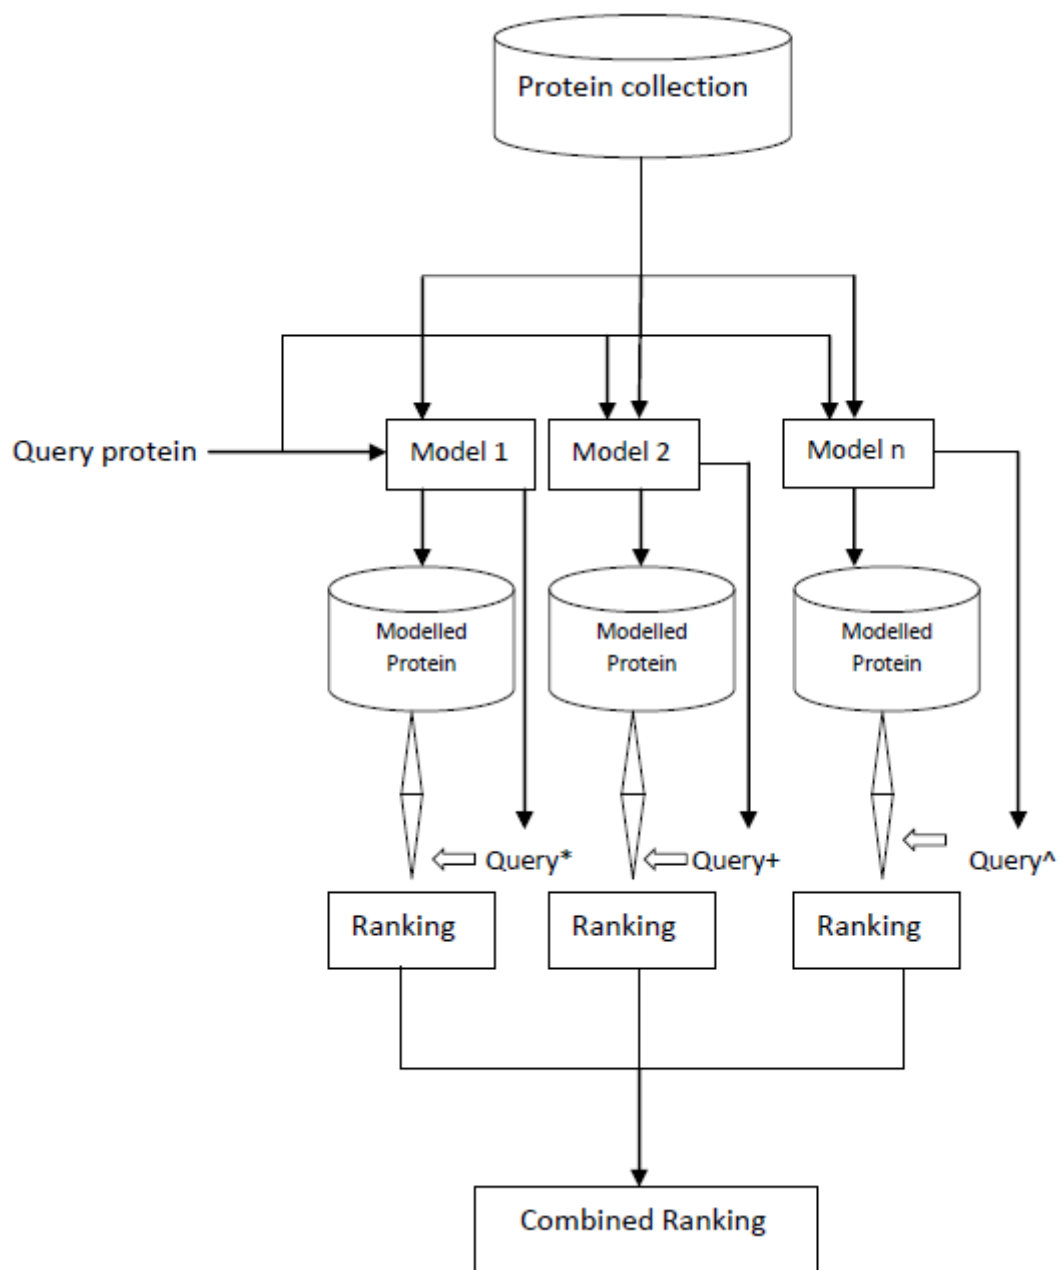 Protein collection
Query protein
Model 1
Model 2
Model n
Modelled
Protein
Modelled
Protein
Modelled
Protein
Query*
Query+
Query^
Ranking
Ranking
Ranking
Combined Ranking